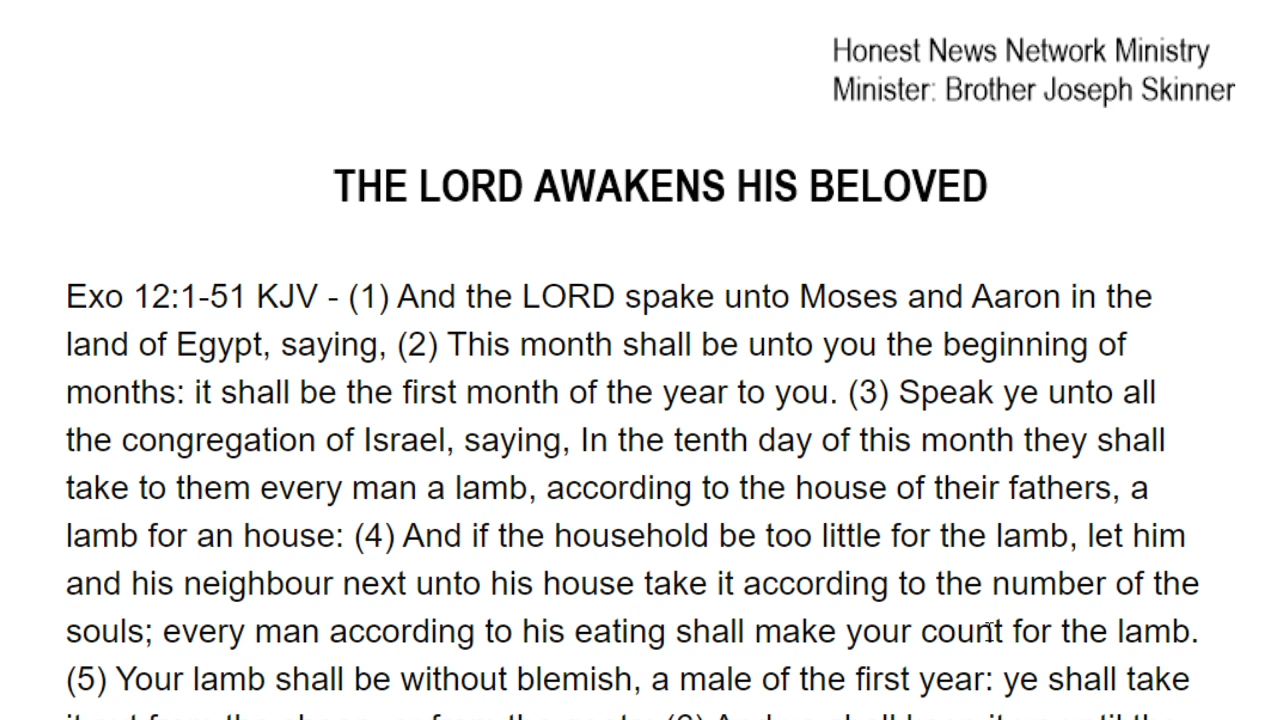 Honest News Network Ministry
Minister: Brother Joseph Skinner
THE LORD AWAKENS HIS BELOVED
Exo 12:1-51 KJV - (1) And the LORD spake unto Moses and Aaron in the
land of Egypt, saying, (2) This month shall be unto you the beginning of
months: it shall be the first month of the year to you. (3) Speak ye unto all
the congregation of Israel, saying, In the tenth day of this month they shall
take to them every man a lamb, according to the house of their fathers, a
lamb for an house: (4) And if the household be too little for the lamb, let him
and his neighbour next unto his house take it according to the number of the
souls; every man according to his eating shall make your count for the lamb.
(5) Your lamb shall be without blemish, a male of the first year: ye shall take